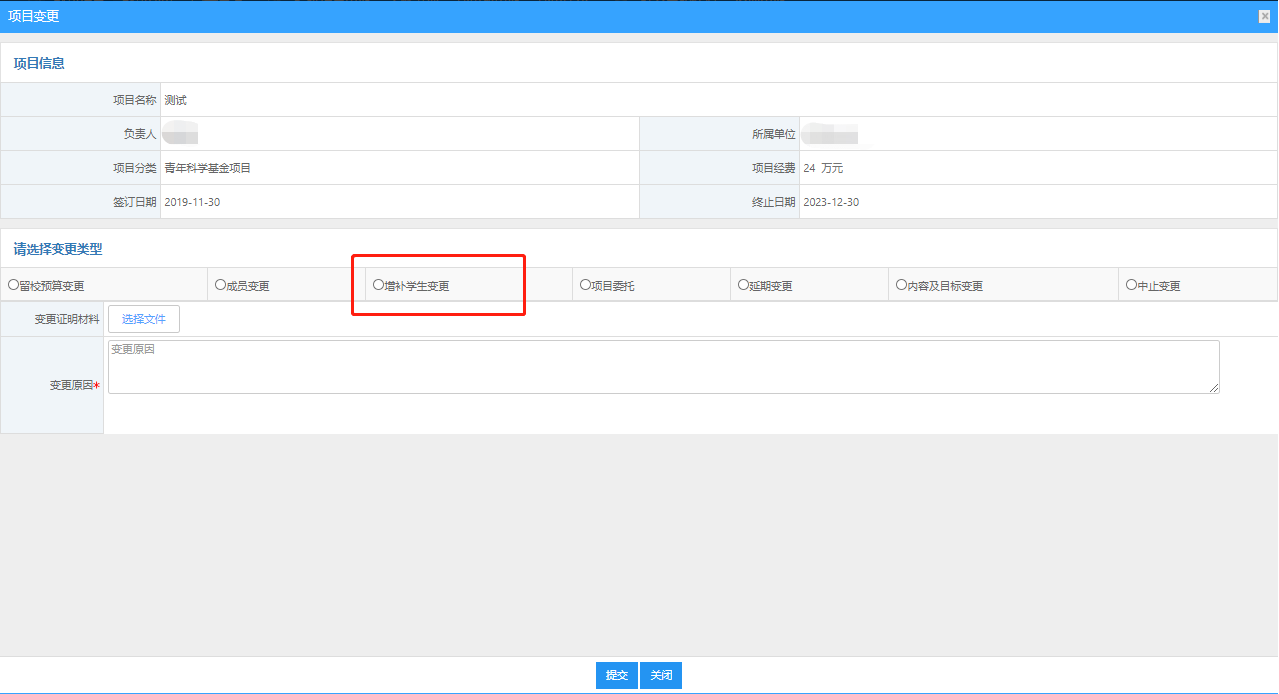 项目变更
项目信息
项目名称 测试
负责人 所属单位
项目分类 青年科学基金项目 项目经费 24 万元
签订日期 2019-11-30 终止日期 2023-12-30
请选择变更类型
留校预算变更 成员变更 增补学生变更 项目委托 延期变更 内容及目标变更 中止变更
变更证明材料 选择文件
变更原因
变更原因*
提交 关闭